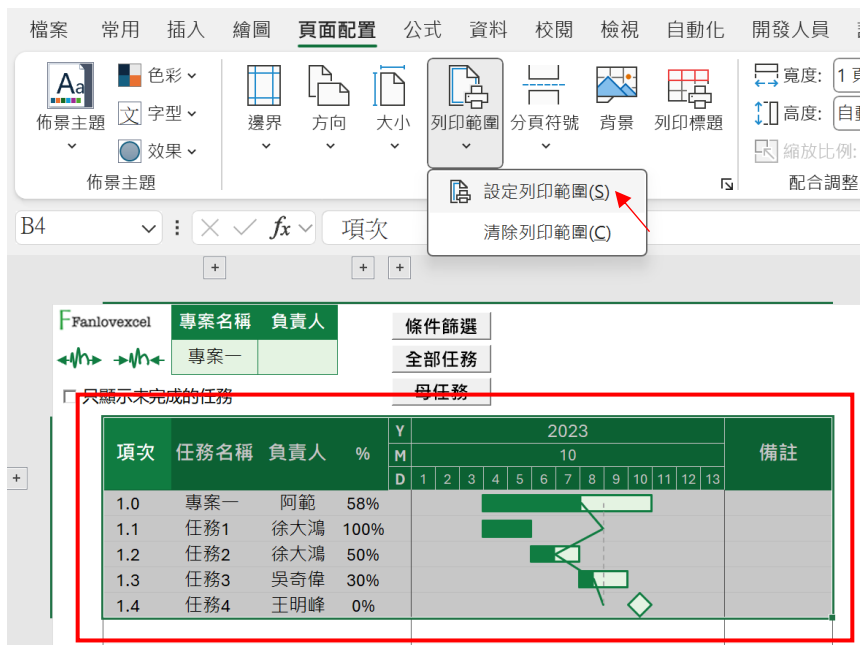 檔案 常用 插入 繪圖 頁面配置 公式 資料 校閱 檢視 自動化 開發人員
Aa 佈景主題 色彩
文 字型
效果
佈景主題
邊界 方向 大小 列印範圍 分頁符號 背景 列印標題
寬度: 1 頁
高度: 自動
縮放比例:
配合調整
設定列印範圍(S)
清除列印範圍(C)
B4 fx 項次
Fanlovexcel
專案名稱 負責人
專案一
條件篩選
全部任務
母任務
只顯示未完成的任務
項次 任務名稱 負責人 % Y 2023 備註
M 10
D 1 2 3 4 5 6 7 8 9 10 11 12 13
1.0 專案一 阿範 58%
1.1 任務1 徐大鴻 100%
1.2 任務2 徐大鴻 50%
1.3 任務3 吳奇偉 30%
1.4 任務4 王明峰 0%